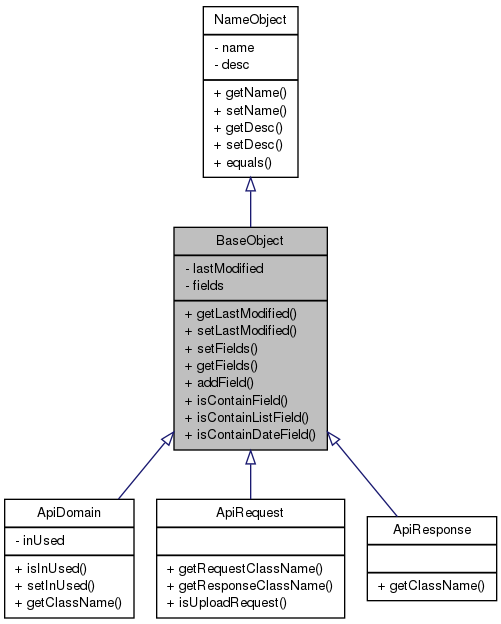 NameObject
- name
- desc
+ getName()
+ setName()
+ getDesc()
+ setDesc()
+ equals()
BaseObject
- lastModified
- fields
+ getLastModified()
+ setLastModified()
+ setFields()
+ getFields()
+ addField()
+ isContainField()
+ isContainListField()
+ isContainDateField()
ApiDomain
- inUsed
+ isInUsed()
+ setInUsed()
+ getClassName()
ApiRequest
+ getRequestClassName()
+ getResponseClassName()
+ isUploadRequest()
ApiResponse
+ getClassName()